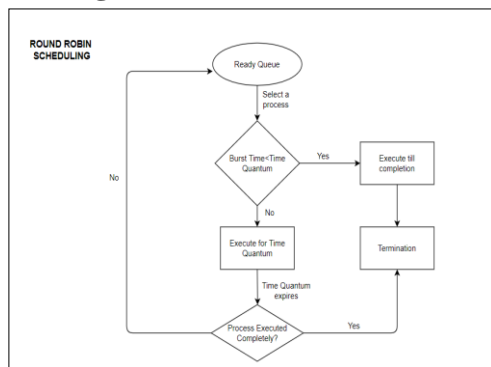 ROUND ROBIN
SCHEDULING
Ready Queue
Select a
process
Burst Time<Time
Quantum
Yes
Execute till
completion
No
No
Execute for Time
Quantum
Termination
Time Quantum
expires
Process Executed
Completely?
Yes